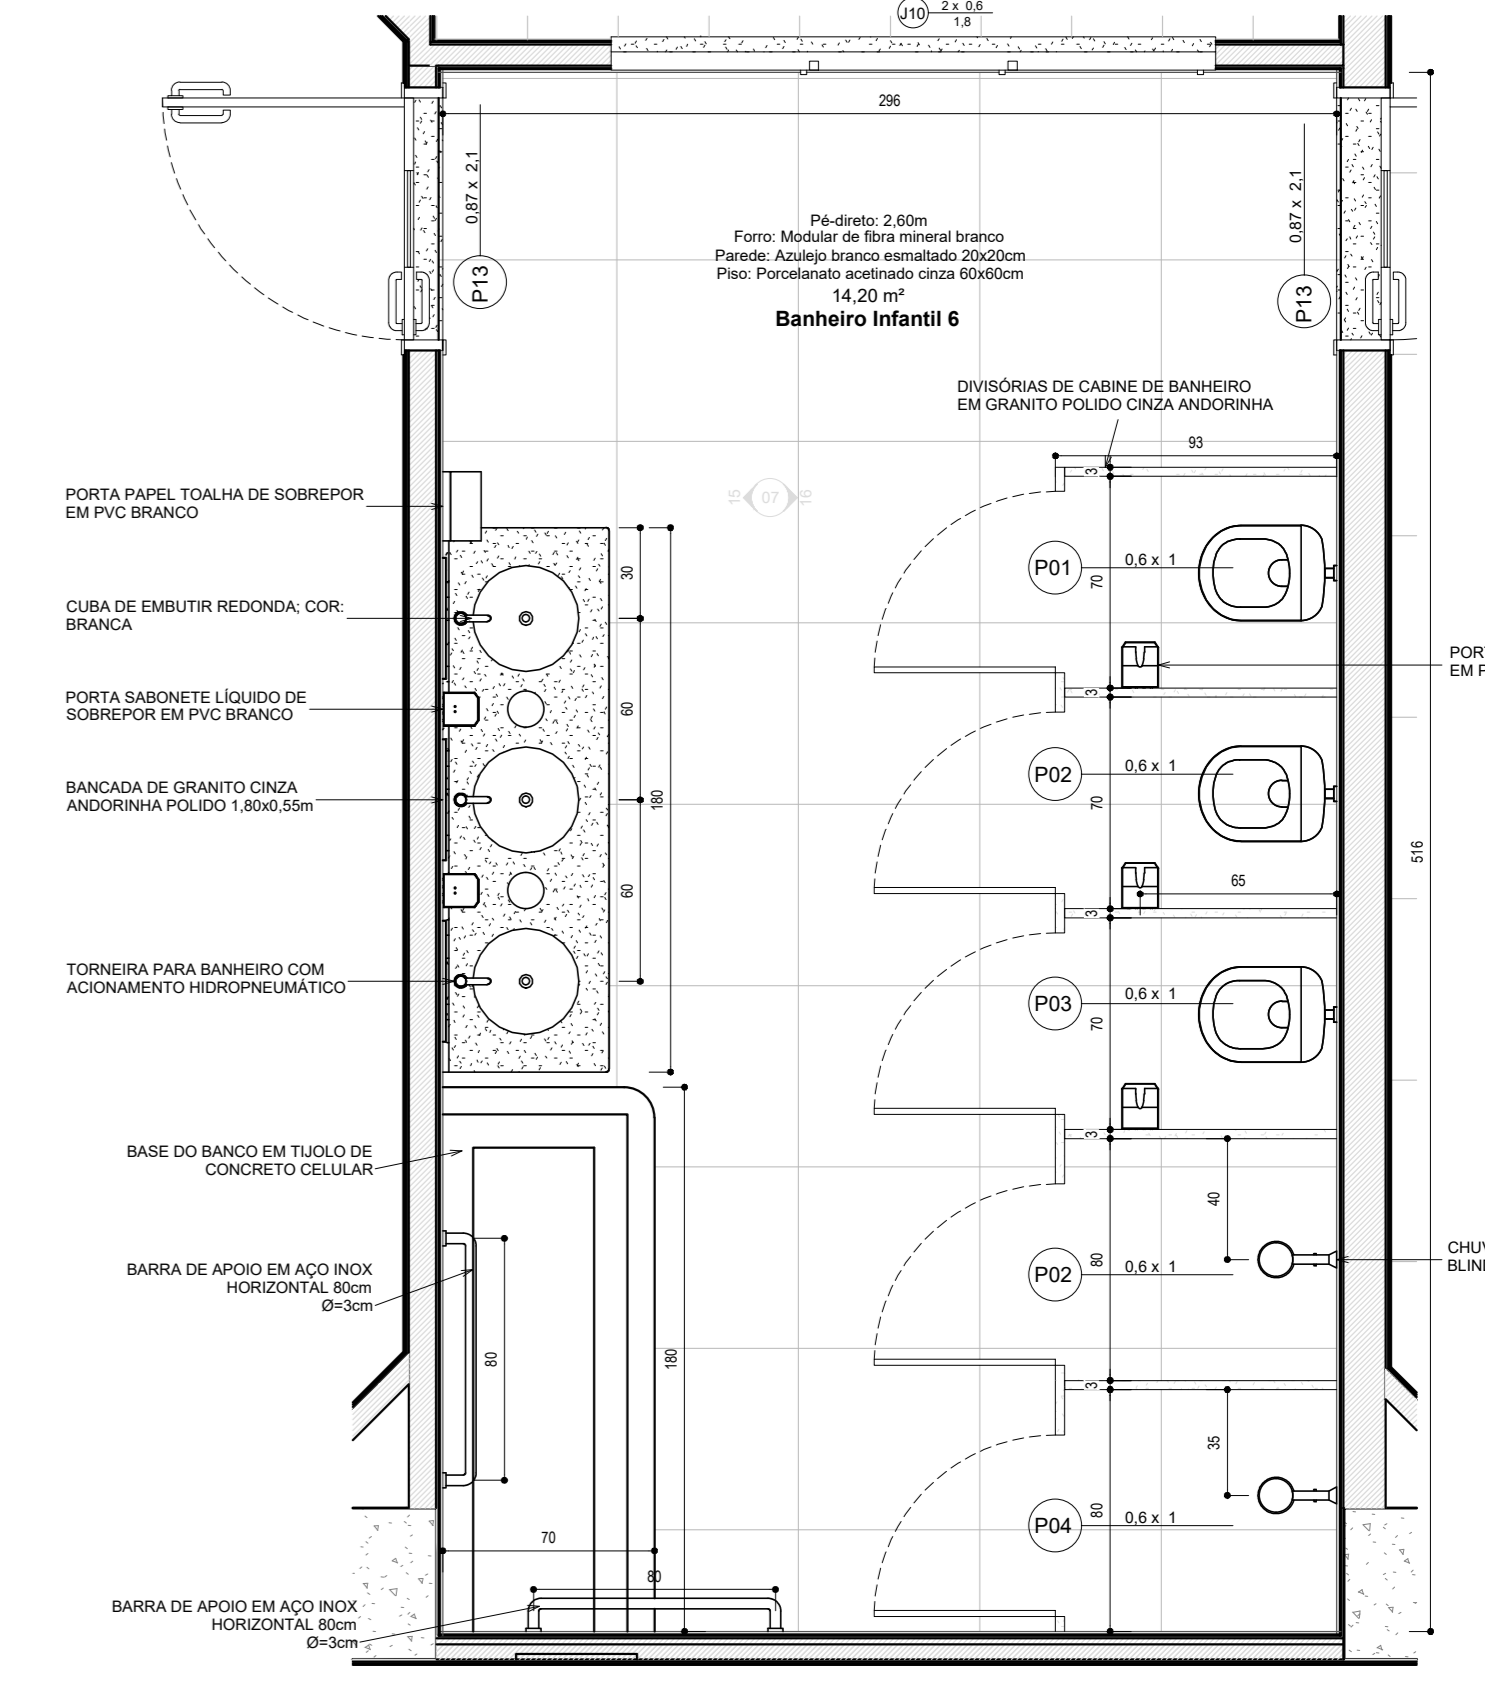 J10
2 x 0,6
1,8
296
0,87 x 2,1
P13
0,87 x 2,1
P13
Pé-direto: 2,60m
Forro: Modular de fibra mineral branco
Parede: Azulejo branco esmaltado 20x20cm
Piso: Porcelanato acetinado cinza 60x60cm
14,20 m²
Banheiro Infantil 6
DIVISÓRIAS DE CABINE DE BANHEIRO
EM GRANITO POLIDO CINZA ANDORINHA
93
3
15
07
16
PORTA PAPEL TOALHA DE SOBREPOR
EM PVC BRANCO
30
P01
0,6 x 1
70
CUBA DE EMBUTIR REDONDA; COR:
BRANCA
PORT
EM P
3
PORTA SABONETE LÍQUIDO DE
SOBREPOR EM PVC BRANCO
60
P02
0,6 x 1
70
BANCADA DE GRANITO CINZA
ANDORINHA POLIDO 1,80x0,55m
180
516
60
65
3
TORNEIRA PARA BANHEIRO COM
ACIONAMENTO HIDROPNEUMÁTICO
P03
0,6 x 1
70
3
BASE DO BANCO EM TIJOLO DE
CONCRETO CELULAR
40
CHUV
BLIND
BARRA DE APOIO EM AÇO INOX
HORIZONTAL 80cm
Ø=3cm
80
P02
0,6 x 1
80
180
3
35
P04
0,6 x 1
80
70
80
BARRA DE APOIO EM AÇO INOX
HORIZONTAL 80cm
Ø=3cm